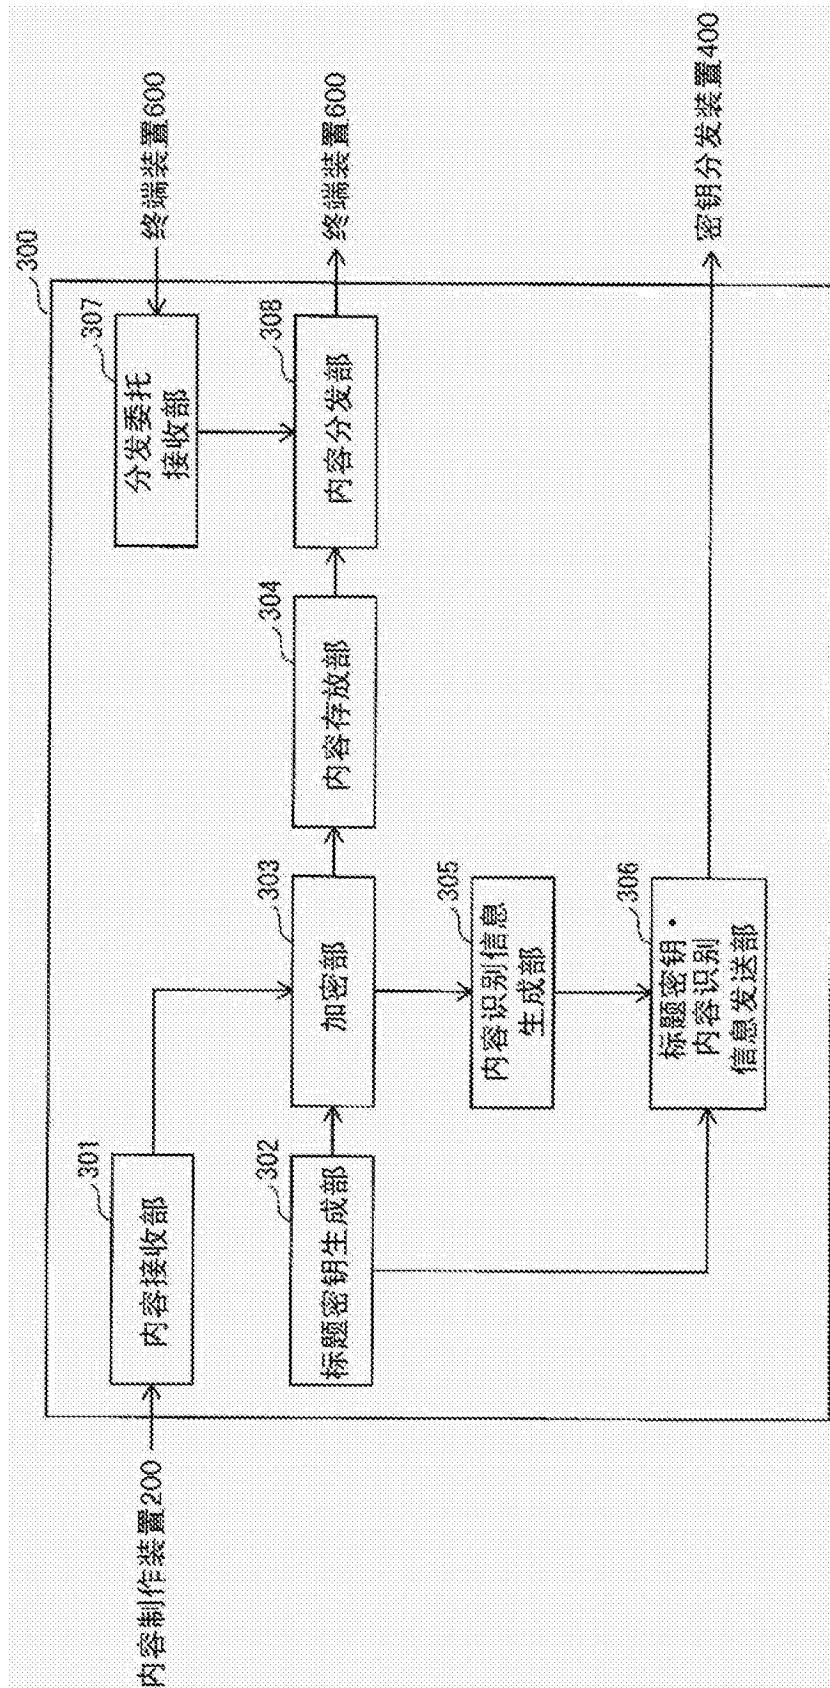 300
内容制作装置200
301
内容接收部
307
分发委托
接收部
终端装置600
302
标题密钥生成部
303
加密部
304
内容存放部
308
内容分发部
终端装置600
305
内容识别信息
生成部
306
标题密钥・
内容识别
信息发送部
密钥分发装置400